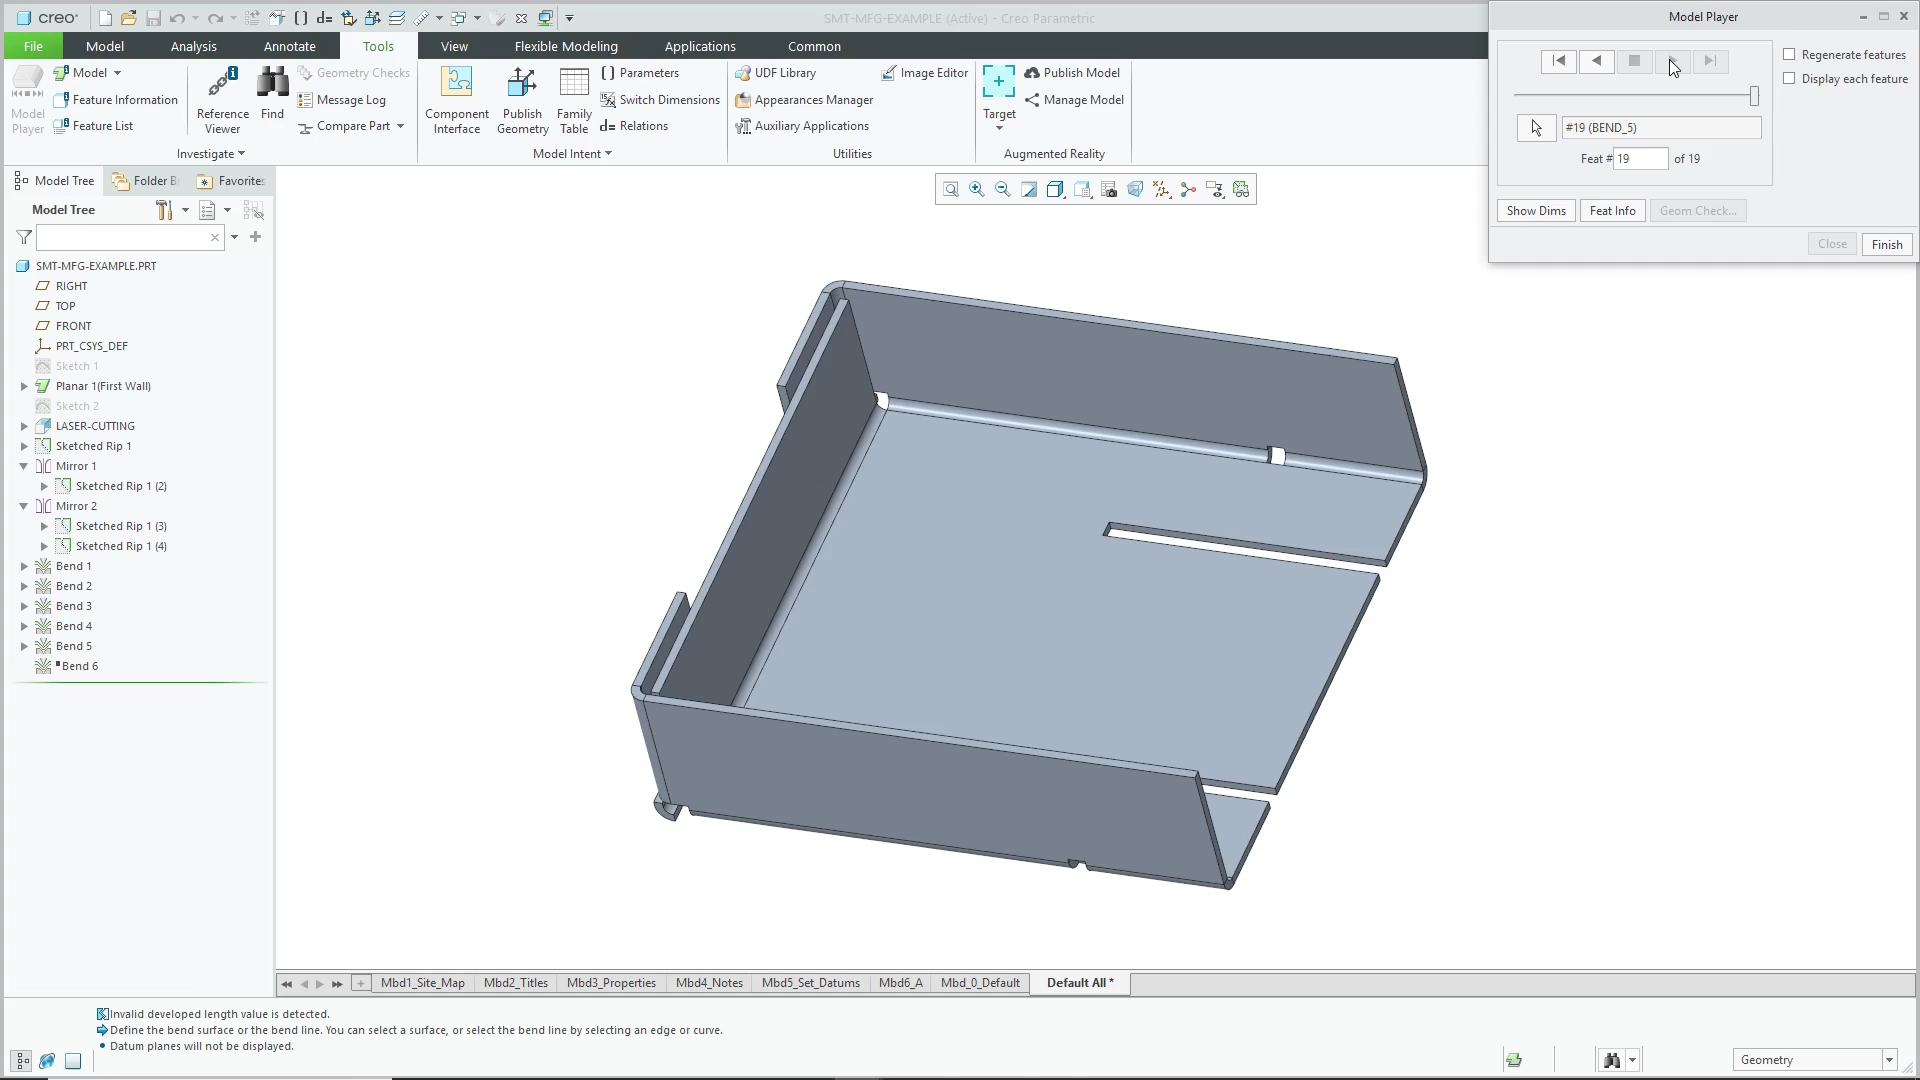 creo
SMT-MFG-EXAMPLE (Active) - Creo Parametric
Model Player
File
Model
Analysis
Annotate
Tools
View
Flexible Modeling
Applications
Common
Model
Feature Information
Feature List
Model Player
Reference Viewer
Find
Geometry Checks
Message Log
Compare Part
Investigate
Component Interface
Publish Geometry
Family Table
Parameters
Switch Dimensions
Relations
Model Intent
UDF Library
Appearances Manager
Auxiliary Applications
Image Editor
Utilities
Target
Publish Model
Manage Model
Augmented Reality
Regenerate features
Display each feature
#19 (BEND_5)
Feat # 19 of 19
Show Dims
Feat Info
Geom Check...
Close
Finish
Model Tree
Folder B
Favorites
Model Tree
SMT-MFG-EXAMPLE.PRT
RIGHT
TOP
FRONT
PRT_CSYS_DEF
Sketch 1
Planar 1(First Wall)
Sketch 2
LASER-CUTTING
Sketched Rip 1
Mirror 1
Sketched Rip 1 (2)
Mirror 2
Sketched Rip 1 (3)
Sketched Rip 1 (4)
Bend 1
Bend 2
Bend 3
Bend 4
Bend 5
Bend 6
Mbd1_Site_Map
Mbd2_Titles
Mbd3_Properties
Mbd4_Notes
Mbd5_Set_Datums
Mbd6_A
Mbd_0_Default
Default All *
Invalid developed length value is detected.
Define the bend surface or the bend line. You can select a surface, or select the bend line by selecting an edge or curve.
• Datum planes will not be displayed.
Geometry